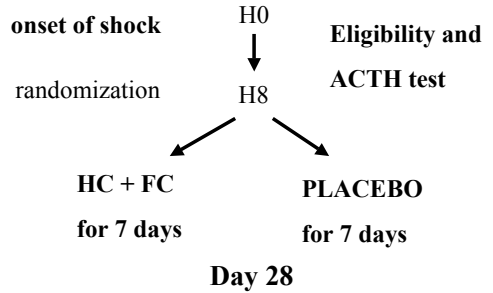 onset of shock
H0
Eligibility and
ACTH test
randomization
H8
HC + FC
for 7 days
PLACEBO
for 7 days
Day 28